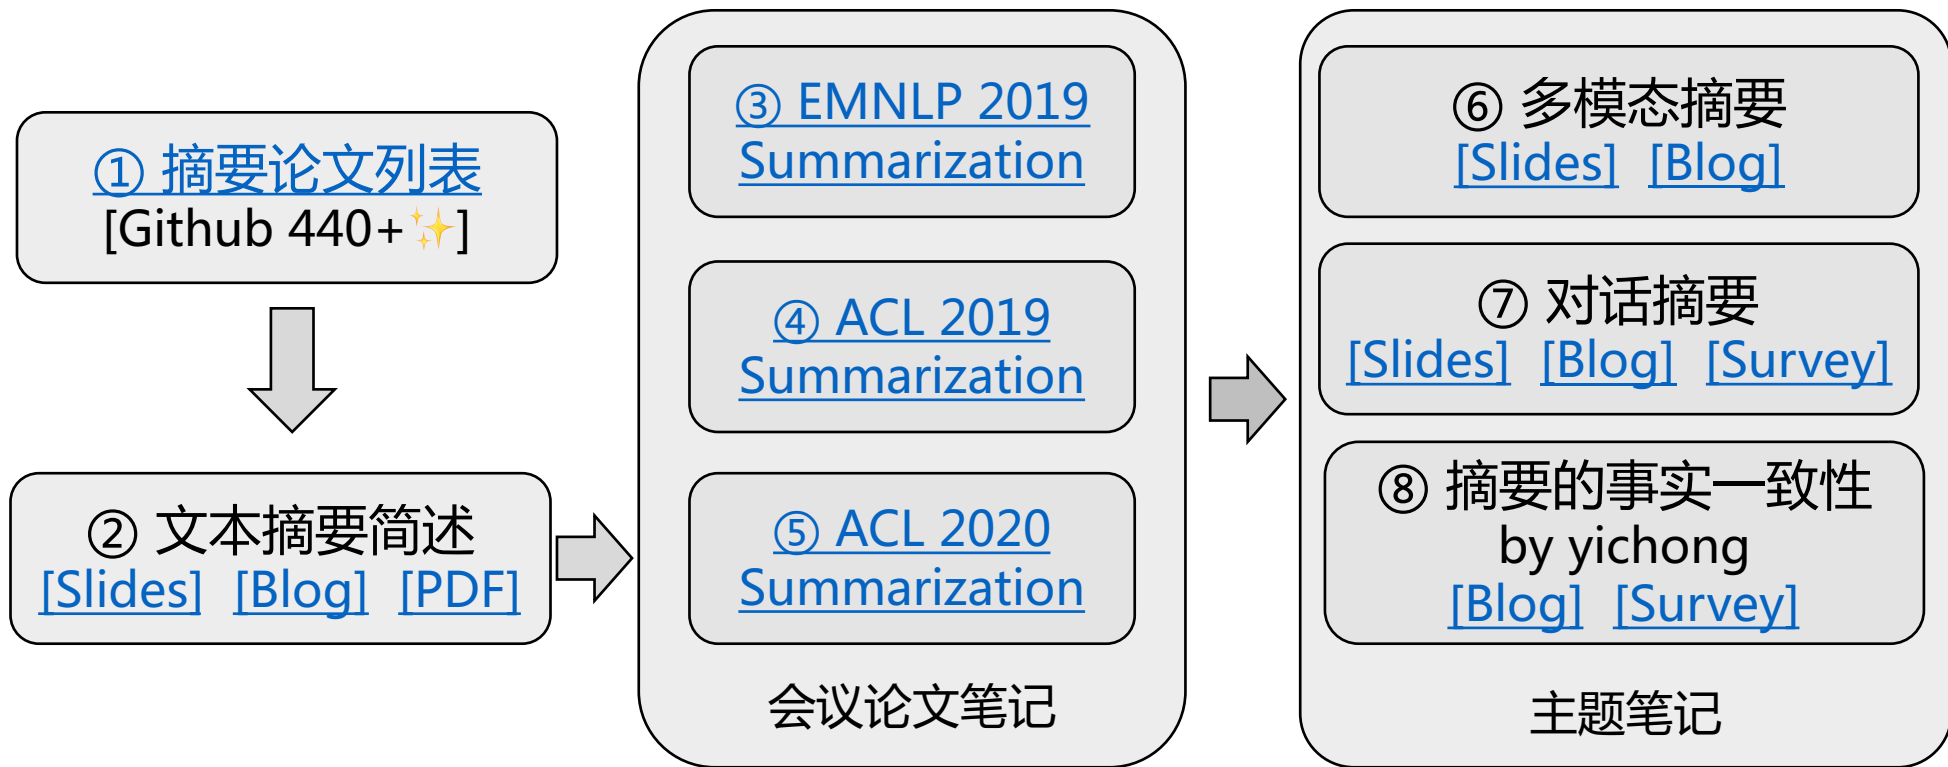 ① 摘要论文列表
[Github 440+✨]
② 文本摘要简述
[Slides] [Blog] [PDF]
③ EMNLP 2019
Summarization
④ ACL 2019
Summarization
⑤ ACL 2020
Summarization
会议论文笔记
⑥ 多模态摘要
[Slides] [Blog]
⑦ 对话摘要
[Slides] [Blog] [Survey]
⑧ 摘要的事实一致性
by yichong
[Blog] [Survey]
主题笔记